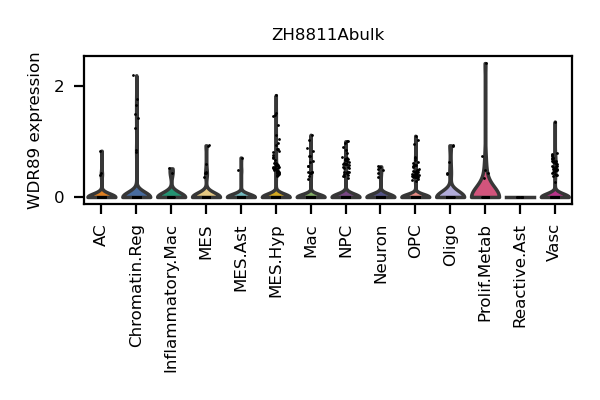 ZH8811Abulk
WDR89 expression
2
0
AC
Chromatin.Reg
Inflammatory.Mac
MES
MES.Ast
MES.Hyp
Mac
NPC
Neuron
OPC
Oligo
Prolif.Metab
Reactive.Ast
Vasc